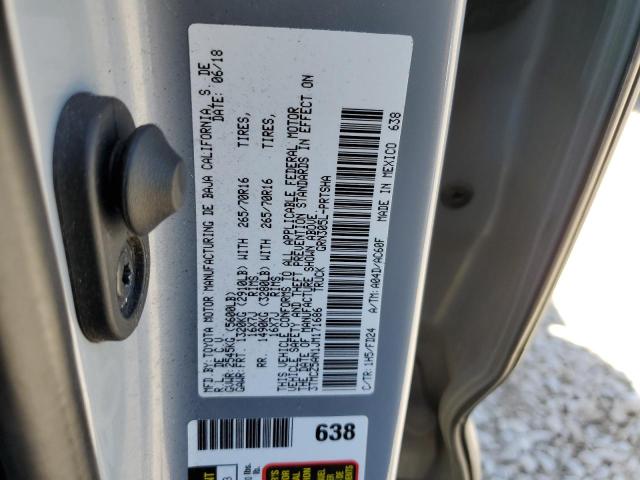 MFD.BY:TOYOTA MOTOR MANUFACTURING DE BAJA CALIFORNIA, S. DE
R.L. DE C.V. DATE: 06/18
GVWR: 2545KG (5600LB)
GAWR: FRT. 1320KG (2910LB) WITH 265/70R16 TIRES,
16X7J RIMS,
RR. 1490KG (3280LB) WITH 265/70R16 TIRES,
16X7J RIMS,
THIS VEHICLE CONFORMS TO ALL APPLICABLE FEDERAL MOTOR
VEHICLE SAFETY AND THEFT PREVENTION STANDARDS IN EFFECT ON
THE DATE OF MANUFACTURE SHOWN ABOVE.
3TMCZ5AN1JM171686 TRUCK GRN305L-PRTSHA
C/TR: 1H5/FD24 A/TM: A04D/AC60F MADE IN MEXICO 638
638